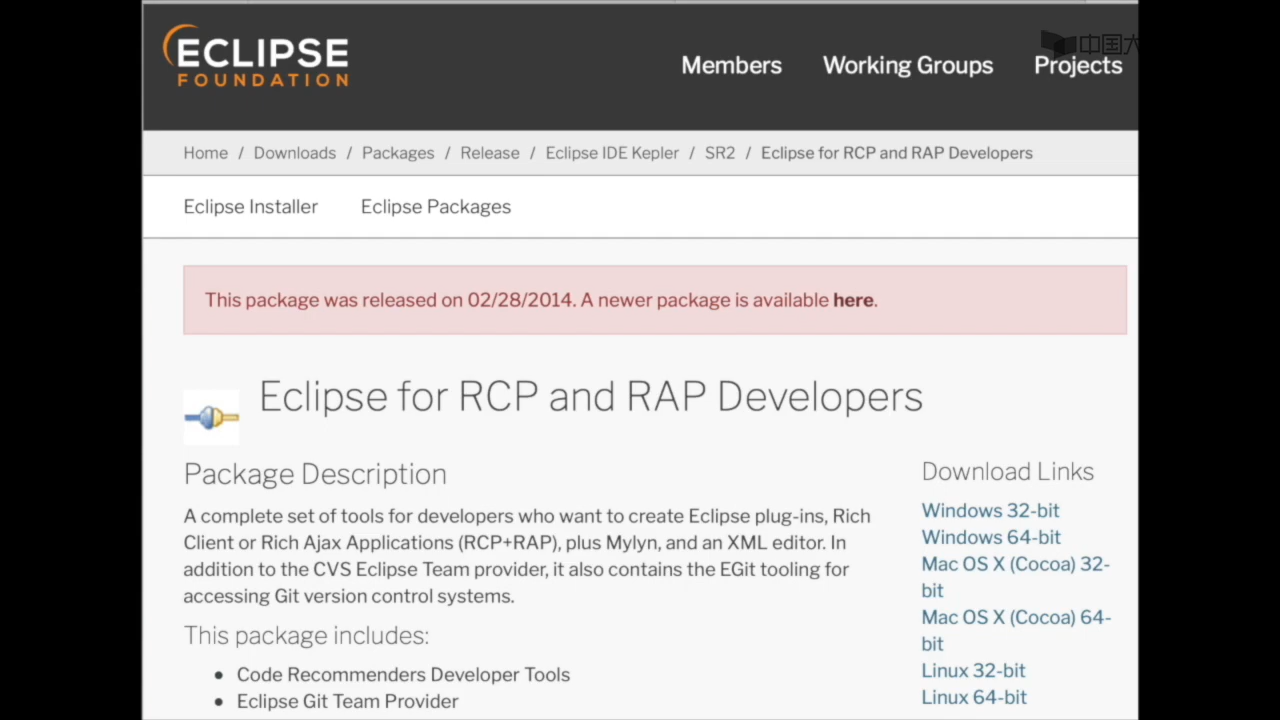 ECLIPSE
FOUNDATION
Members Working Groups Projects
中国大
Home / Downloads / Packages / Release / Eclipse IDE Kepler / SR2 / Eclipse for RCP and RAP Developers
Eclipse Installer Eclipse Packages
This package was released on 02/28/2014. A newer package is available here.
Eclipse for RCP and RAP Developers
Package Description
A complete set of tools for developers who want to create Eclipse plug-ins, Rich
Client or Rich Ajax Applications (RCP+RAP), plus Mylyn, and an XML editor. In
addition to the CVS Eclipse Team provider, it also contains the EGit tooling for
accessing Git version control systems.
This package includes:
• Code Recommenders Developer Tools
• Eclipse Git Team Provider
Download Links
Windows 32-bit
Windows 64-bit
Mac OS X (Cocoa) 32-
bit
Mac OS X (Cocoa) 64-
bit
Linux 32-bit
Linux 64-bit